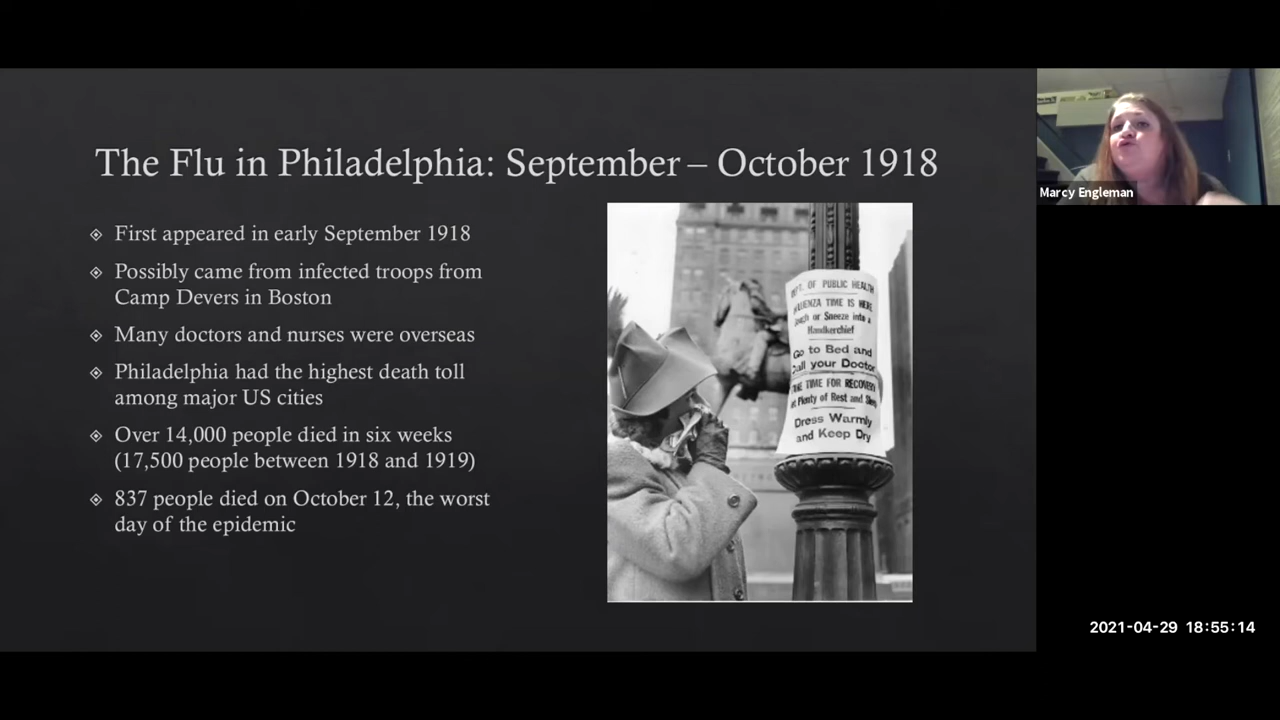 The Flu in Philadelphia: September – October 1918
First appeared in early September 1918
Possibly came from infected troops from
Camp Devers in Boston
Many doctors and nurses were overseas
Philadelphia had the highest death toll
among major US cities
Over 14,000 people died in six weeks
(17,500 people between 1918 and 1919)
837 people died on October 12, the worst
day of the epidemic
OF PUBLIC HEALTH
TIME IS HERE
or Sneeze into a
Handkerchief
Go to Bed and
your Doctor
TIME FOR RECOVERY
Plenty of Rest and
Dress Warmly
and Keep Dry
Marcy Engleman
2021-04-29 18:55:14